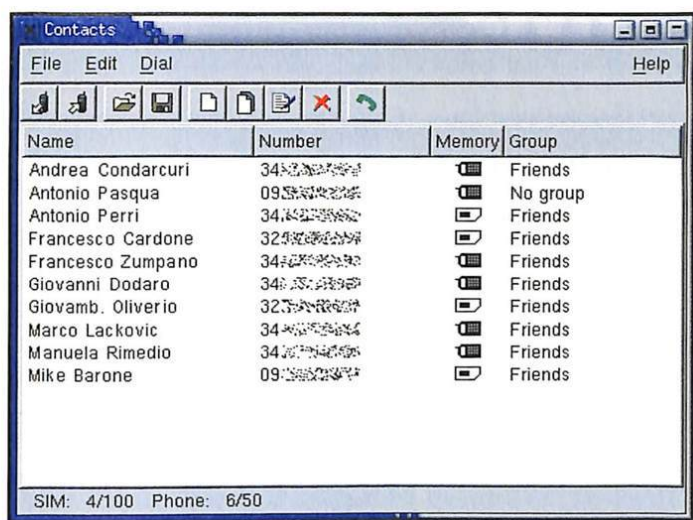 Contacts
File Edit Dial Help
Name Number Memory Group
Andrea Condarcuri 34 Friends
Antonio Pasqua 09 No group
Antonio Perri 34 Friends
Francesco Cardone 32 Friends
Francesco Zumpano 34 Friends
Giovanni Dodaro 34 Friends
Giovamb. Oliverio 32 Friends
Marco Lackovic 34 Friends
Manuela Rimedio 34 Friends
Mike Barone 09 Friends
SIM: 4/100 Phone: 6/50